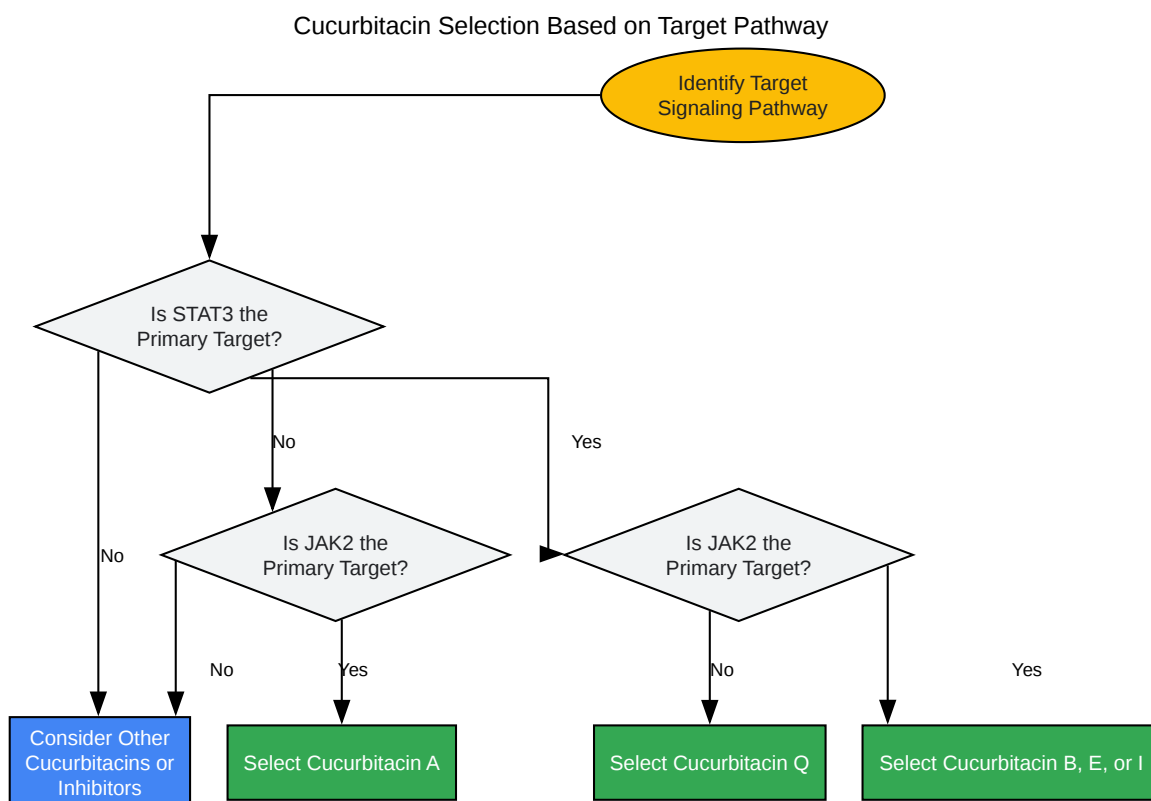 Cucurbitacin Selection Based on Target Pathway
Identify Target
Signaling Pathway
Is STAT3 the
Primary Target?
No
Yes
Is JAK2 the
Primary Target?
Is JAK2 the
Primary Target?
No
No
Yes
No
Yes
Consider Other
Cucurbitacins or
Inhibitors
Select Cucurbitacin A
Select Cucurbitacin Q
Select Cucurbitacin B, E, or I